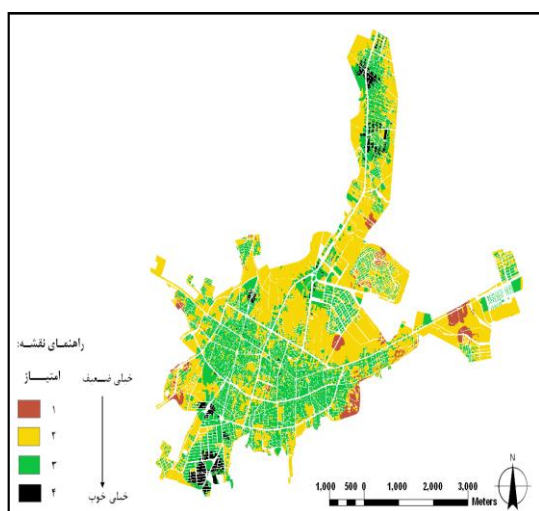 راهنمای نقشه:
امتیاز
خیلی ضعیف
۱
۲
۳
۴
خیلی خوب
N
1,000 500 0 1,000 2,000 3,000
Meters